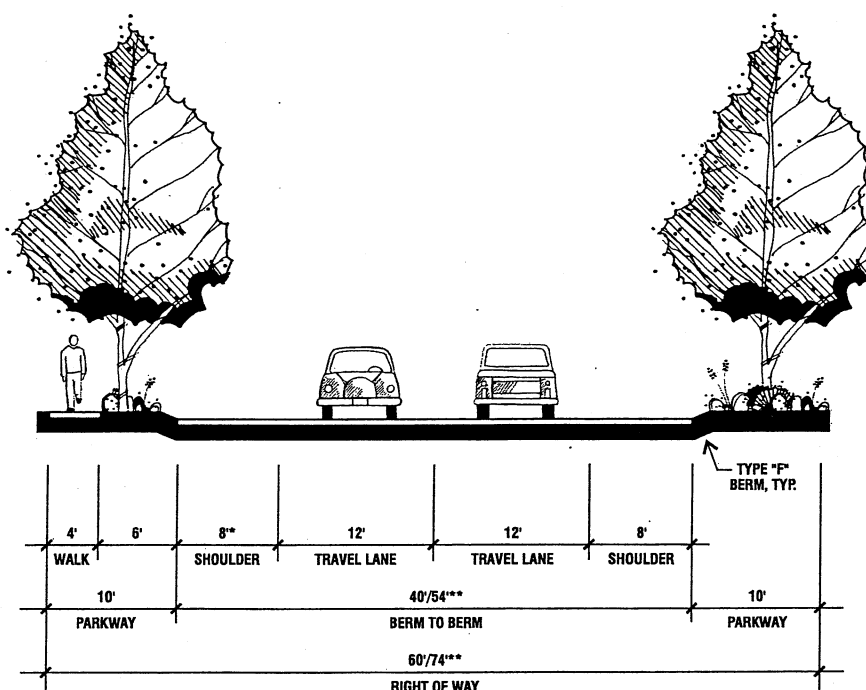 TYPE "F"
BERM, TYP.
4' 6' 8'* 12' 12' 8'
WALK SHOULDER TRAVEL LANE TRAVEL LANE SHOULDER
10' 40'/54'** 10'
PARKWAY BERM TO BERM PARKWAY
60'/74'**
RIGHT OF WAY